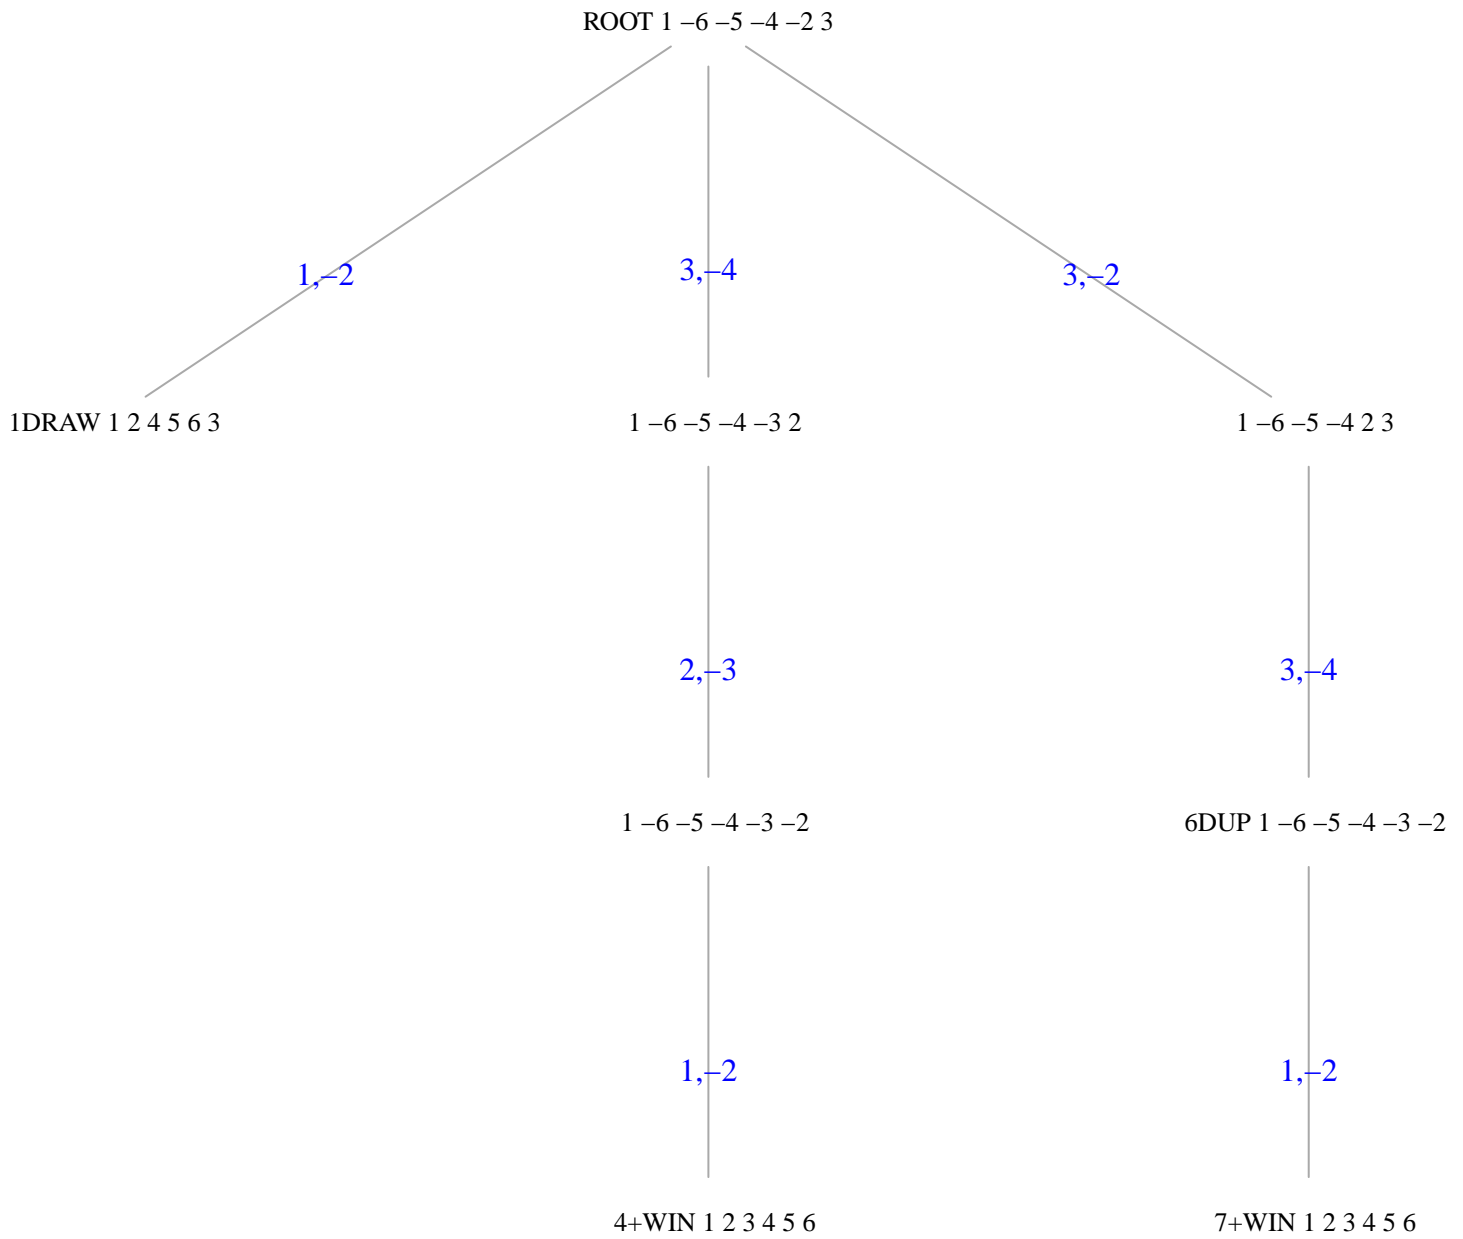 ROOT 1 –6 –5 –4 –2 3
1,–2
3,–4
3,–2
1DRAW 1 2 4 5 6 3
1 –6 –5 –4 –3 2
1 –6 –5 –4 2 3
2,–3
3,–4
1 –6 –5 –4 –3 –2
6DUP 1 –6 –5 –4 –3 –2
1,–2
1,–2
4+WIN 1 2 3 4 5 6
7+WIN 1 2 3 4 5 6